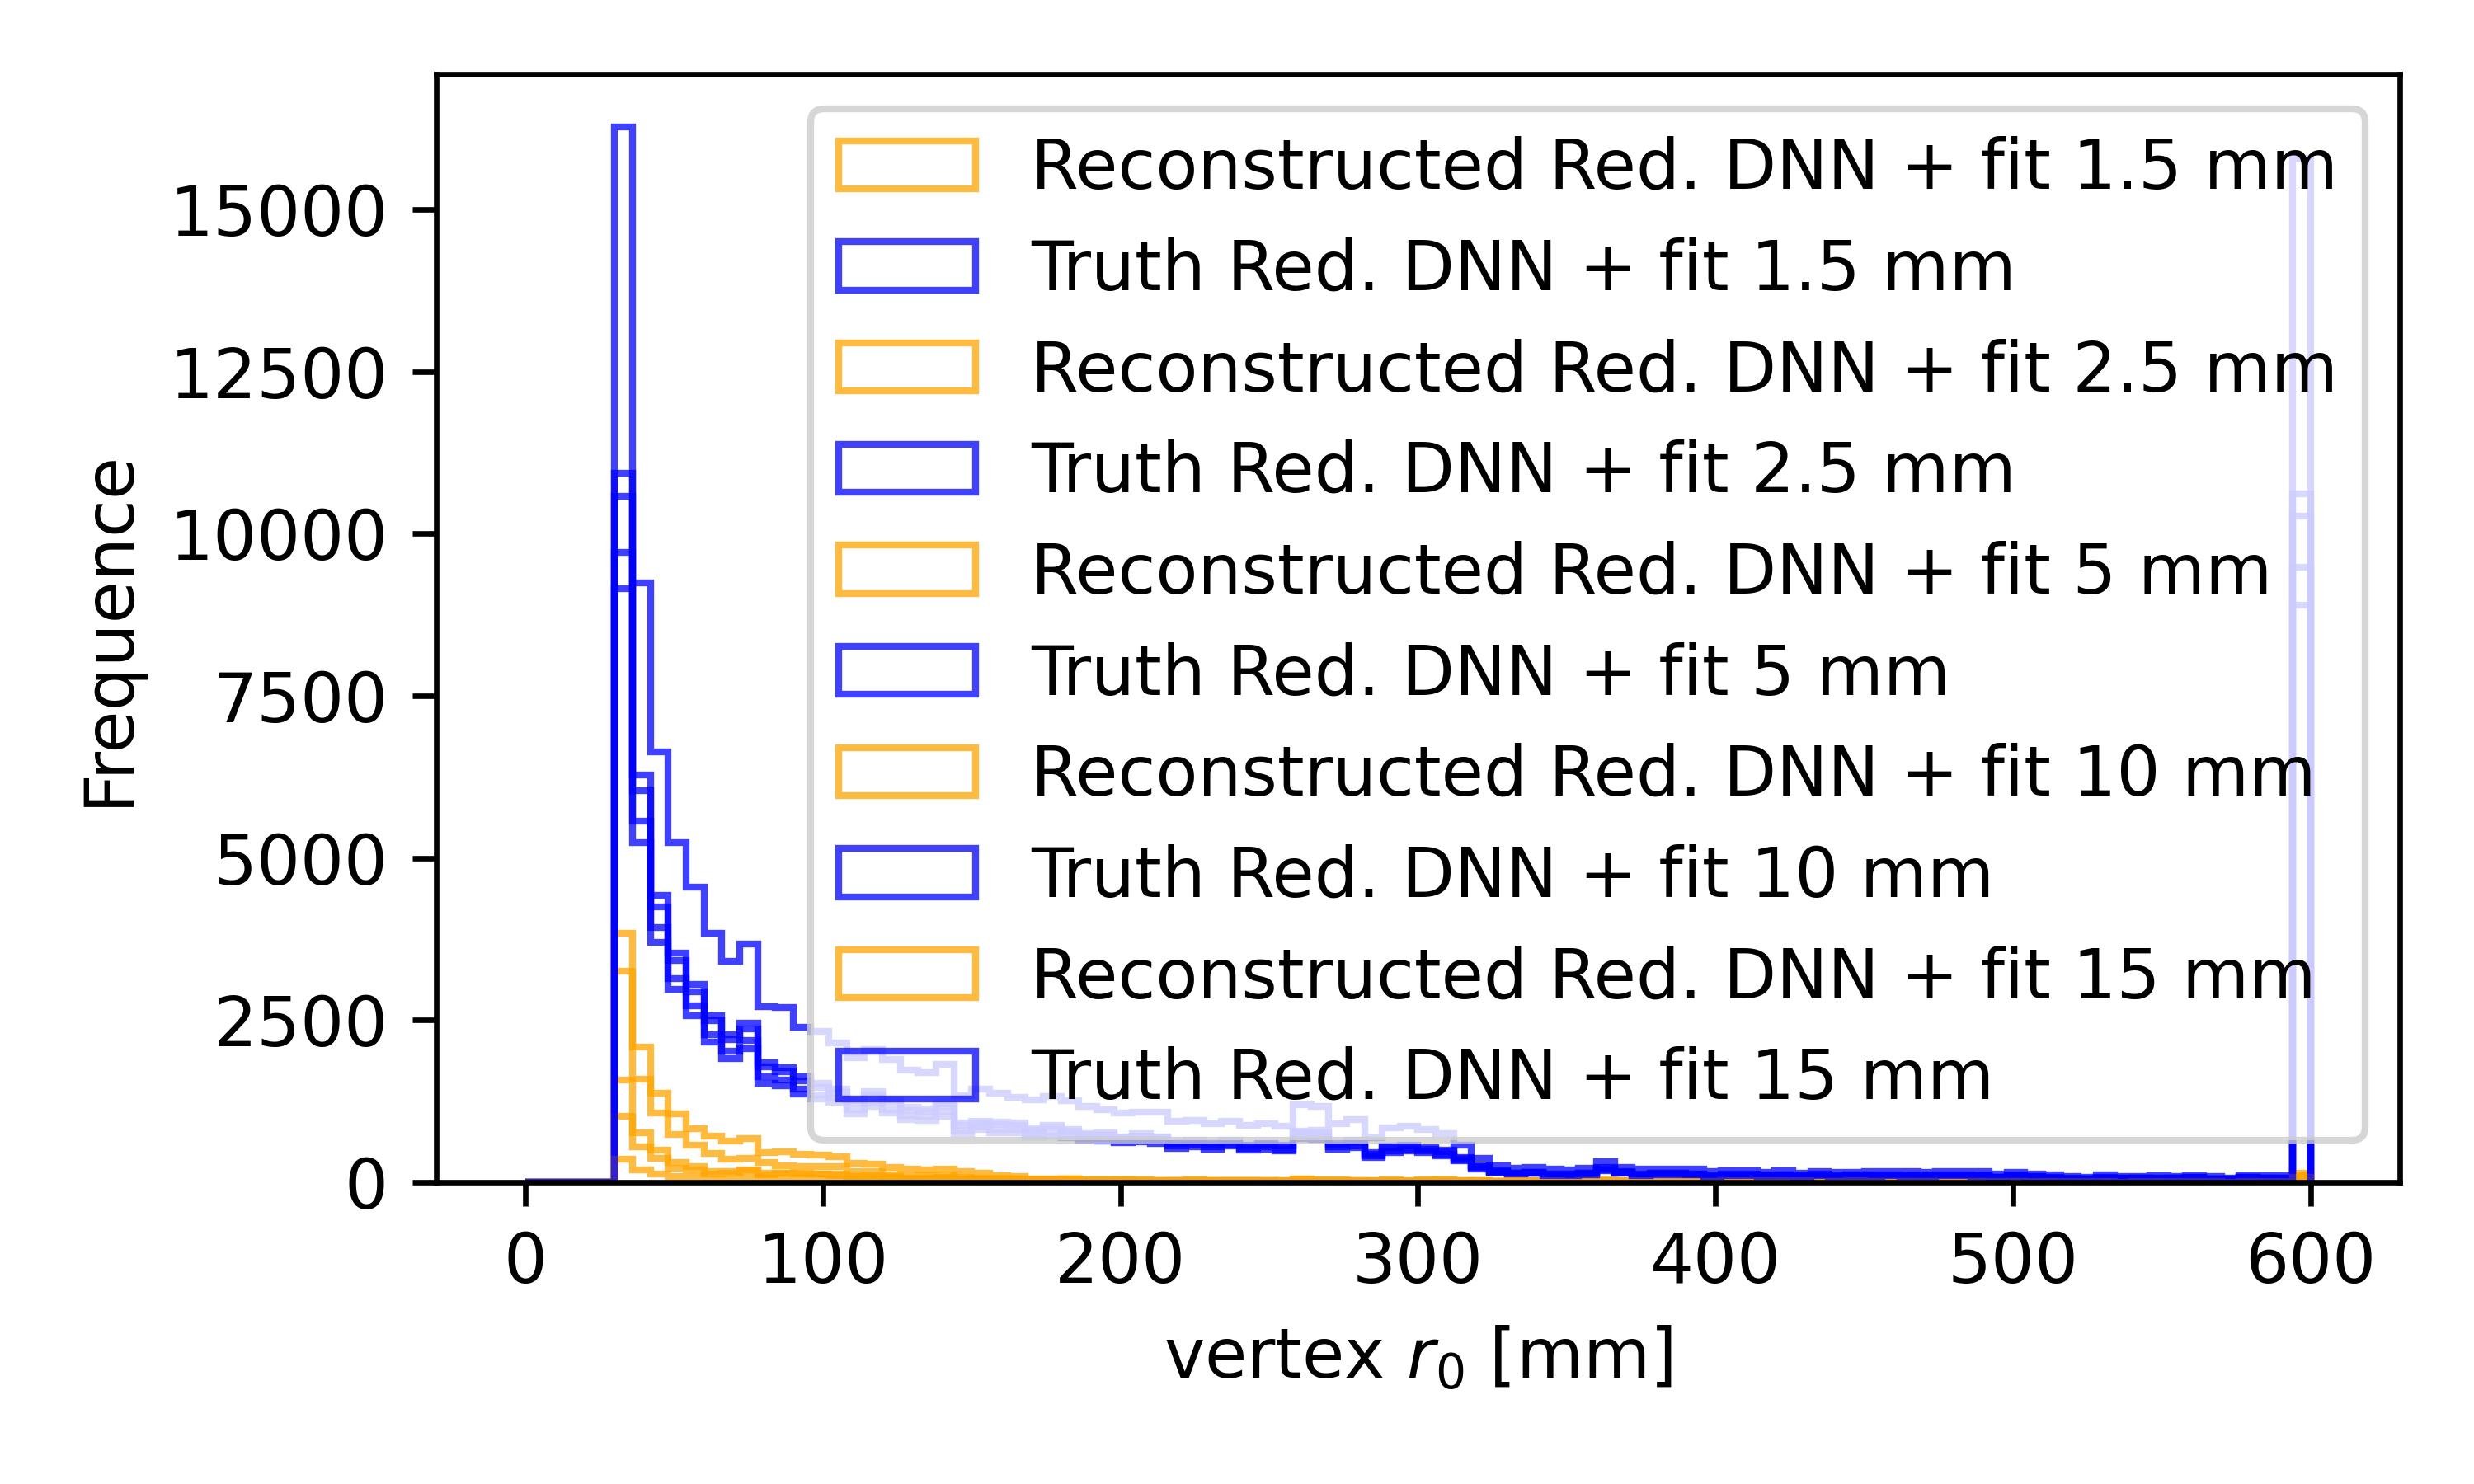 Reconstructed Red. DNN + fit 1.5 mm
Truth Red. DNN + fit 1.5 mm
Reconstructed Red. DNN + fit 2.5 mm
Truth Red. DNN + fit 2.5 mm
Reconstructed Red. DNN + fit 5 mm
Truth Red. DNN + fit 5 mm
Reconstructed Red. DNN + fit 10 mm
Truth Red. DNN + fit 10 mm
Reconstructed Red. DNN + fit 15 mm
Truth Red. DNN + fit 15 mm
15000
12500
10000
7500
5000
2500
0
Frequence
0 100 200 300 400 500 600
vertex r₀ [mm]